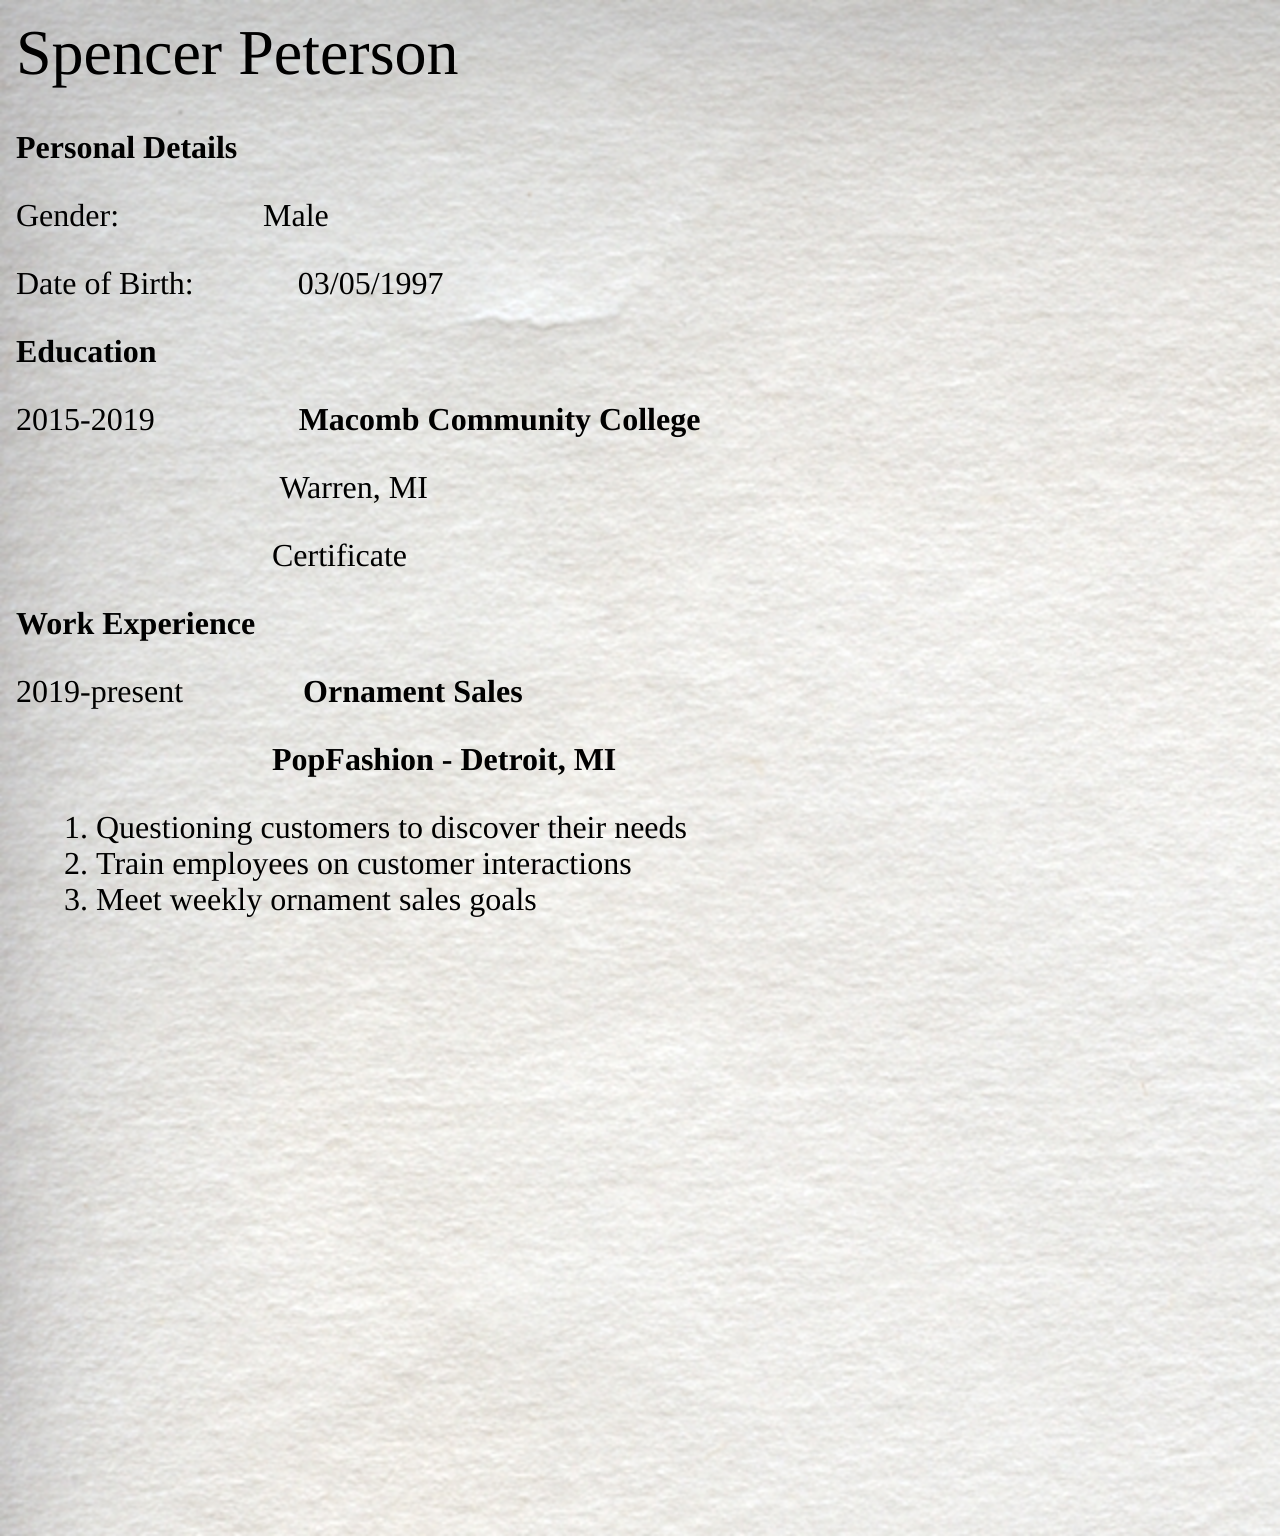 Spencer Peterson
Personal Details
Gender: Male
Date of Birth: 03/05/1997
Education
2015-2019 Macomb Community College
Warren, MI
Certificate
Work Experience
2019-present Ornament Sales
PopFashion - Detroit, MI
1. Questioning customers to discover their needs
2. Train employees on customer interactions
3. Meet weekly ornament sales goals